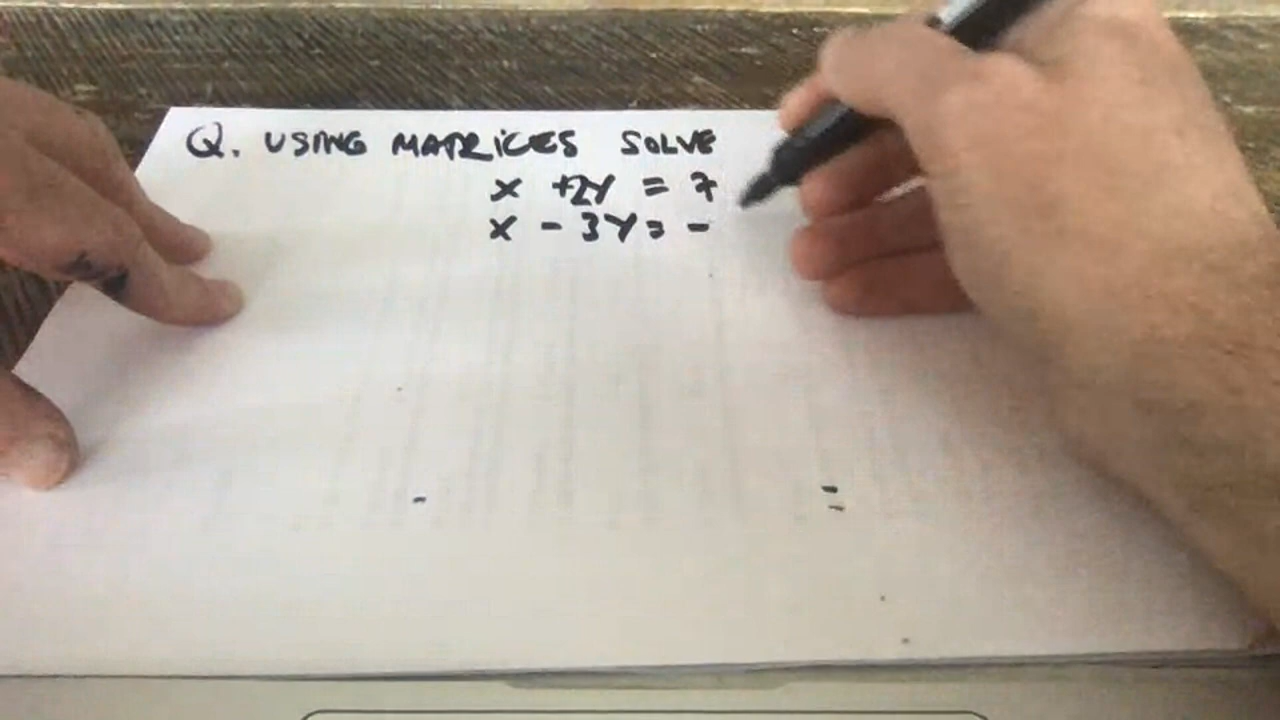 Q. USING MATRICES SOLVE
x +2y = 7
x - 3y = -